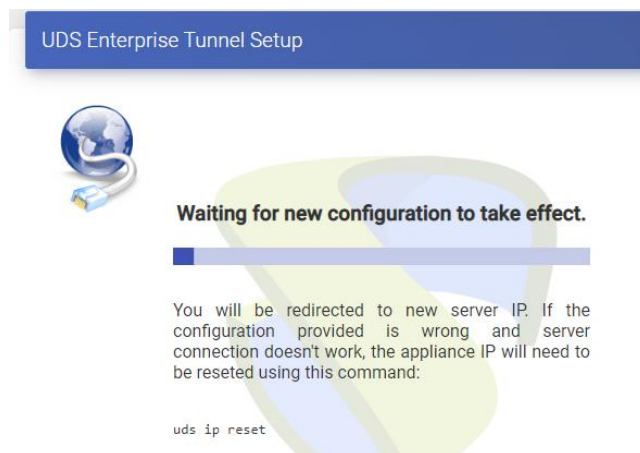 UDS Enterprise Tunnel Setup
Waiting for new configuration to take effect.
You will be redirected to new server IP. If the
configuration provided is wrong and server
connection doesn't work, the appliance IP will need to
be reseted using this command:
uds ip reset